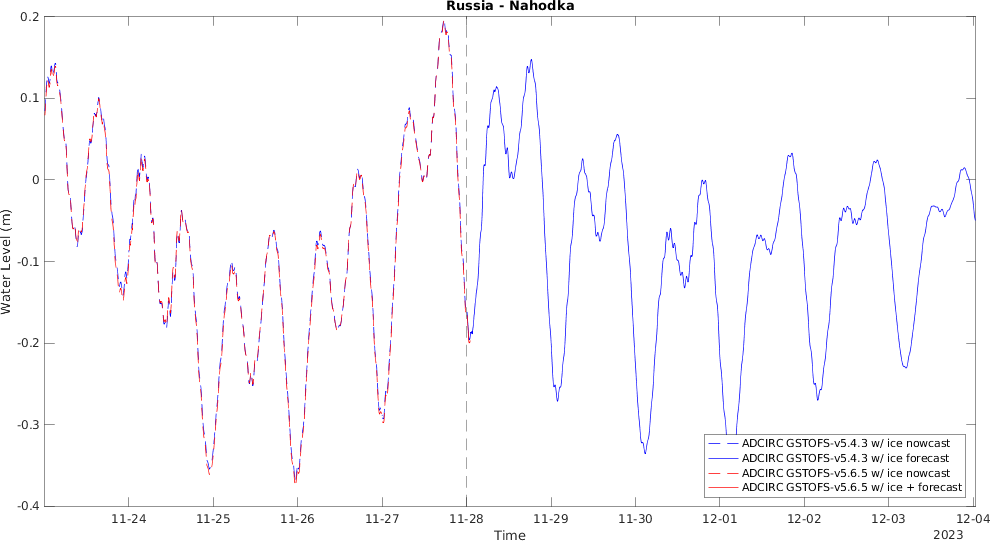 Russia - Nahodka
Water Level (m)
0.2
0.1
0
-0.1
-0.2
-0.3
-0.4
ADCIRC GSTOFS-v5.4.3 w/ ice nowcast
ADCIRC GSTOFS-v5.4.3 w/ ice forecast
ADCIRC GSTOFS-v5.6.5 w/ ice nowcast
ADCIRC GSTOFS-v5.6.5 w/ ice + forecast
11-24 11-25 11-26 11-27 11-28 11-29 11-30 12-01 12-02 12-03 12-04
Time
2023